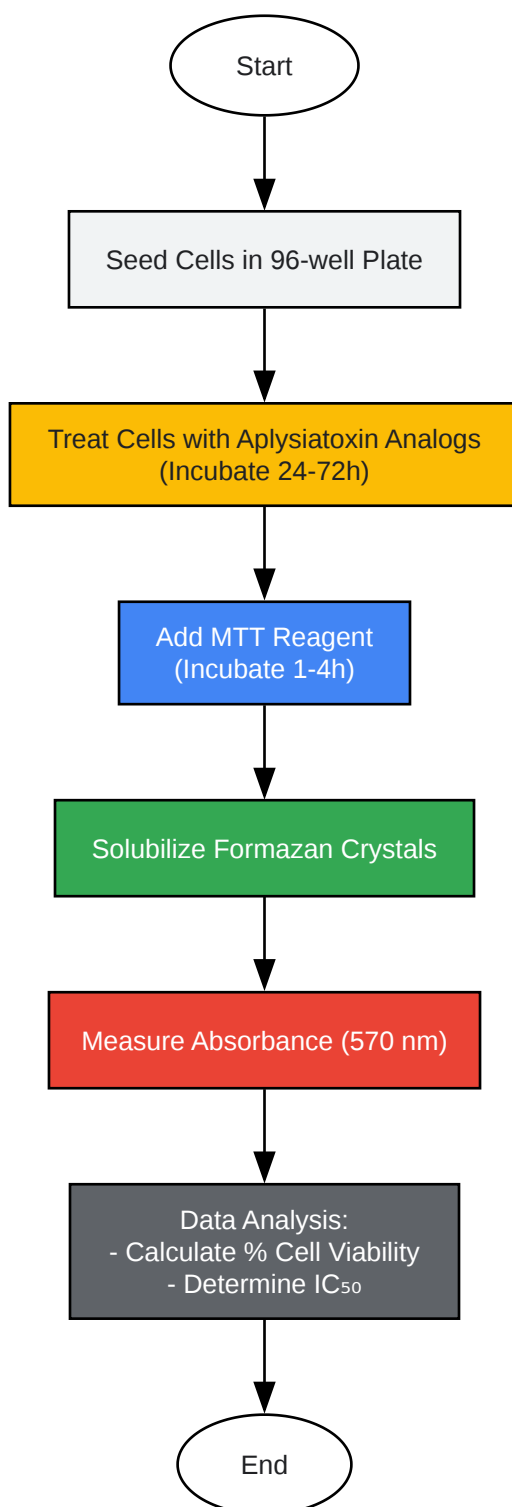 Start
Seed Cells in 96-well Plate
Treat Cells with Aplysiatoxin Analogs
(Incubate 24-72h)
Add MTT Reagent
(Incubate 1-4h)
Solubilize Formazan Crystals
Measure Absorbance (570 nm)
Data Analysis:
- Calculate % Cell Viability
- Determine IC₅₀
End